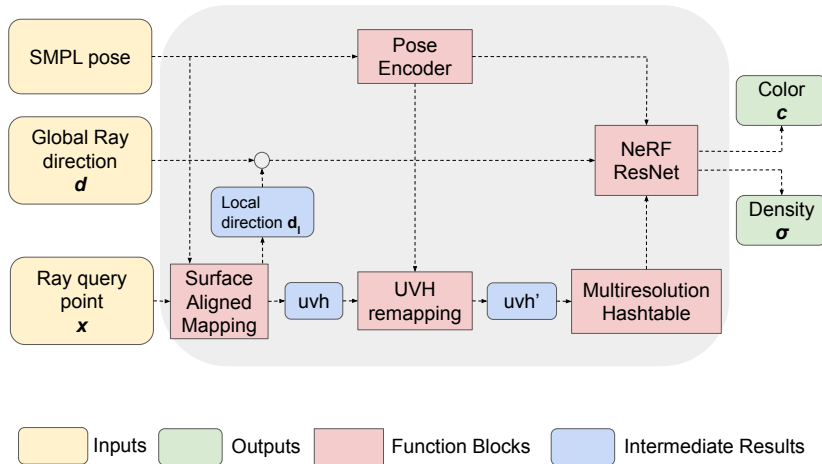 SMPL pose
Pose
Encoder
Color
c
Global Ray
direction
d
NeRF
ResNet
Local
direction dl
Density
σ
Ray query
point
x
Surface
Aligned
Mapping
uvh
UVH
remapping
uvh’
Multiresolution
Hashtable
Inputs
Outputs
Function Blocks
Intermediate Results